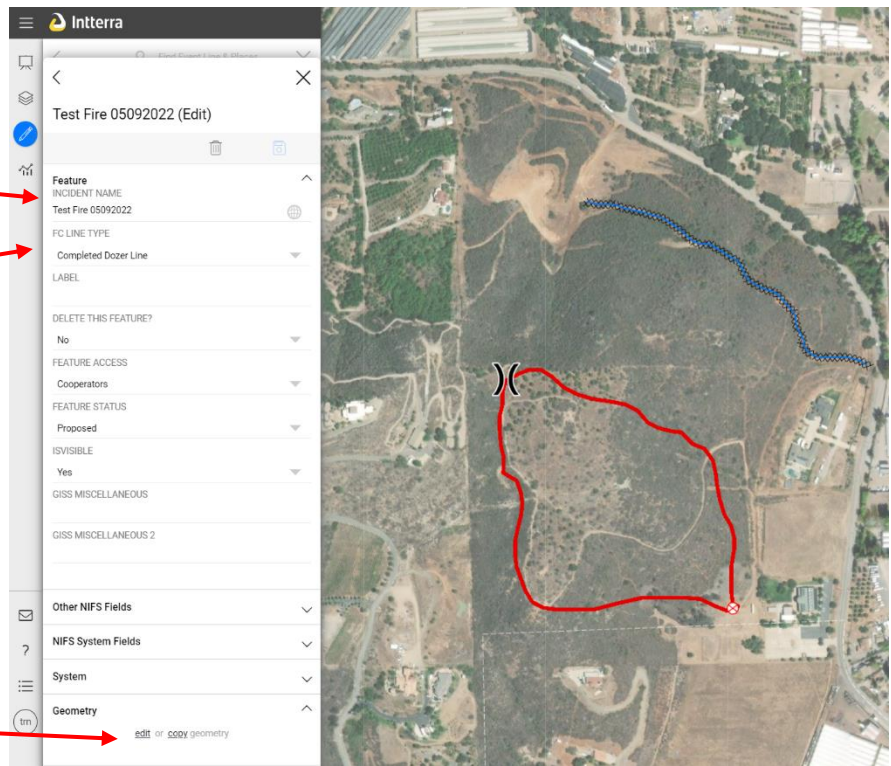 Intterra
Find Event Line & Places
Test Fire 05092022 (Edit)
Feature
INCIDENT NAME
Test Fire 05092022
FC LINE TYPE
Completed Dozer Line
LABEL
DELETE THIS FEATURE?
No
FEATURE ACCESS
Cooperators
FEATURE STATUS
Proposed
ISVISIBLE
Yes
GISS MISCELLANEOUS
GISS MISCELLANEOUS 2
Other NIFS Fields
NIFS System Fields
System
Geometry
edit or copy geometry
?
tm
)(